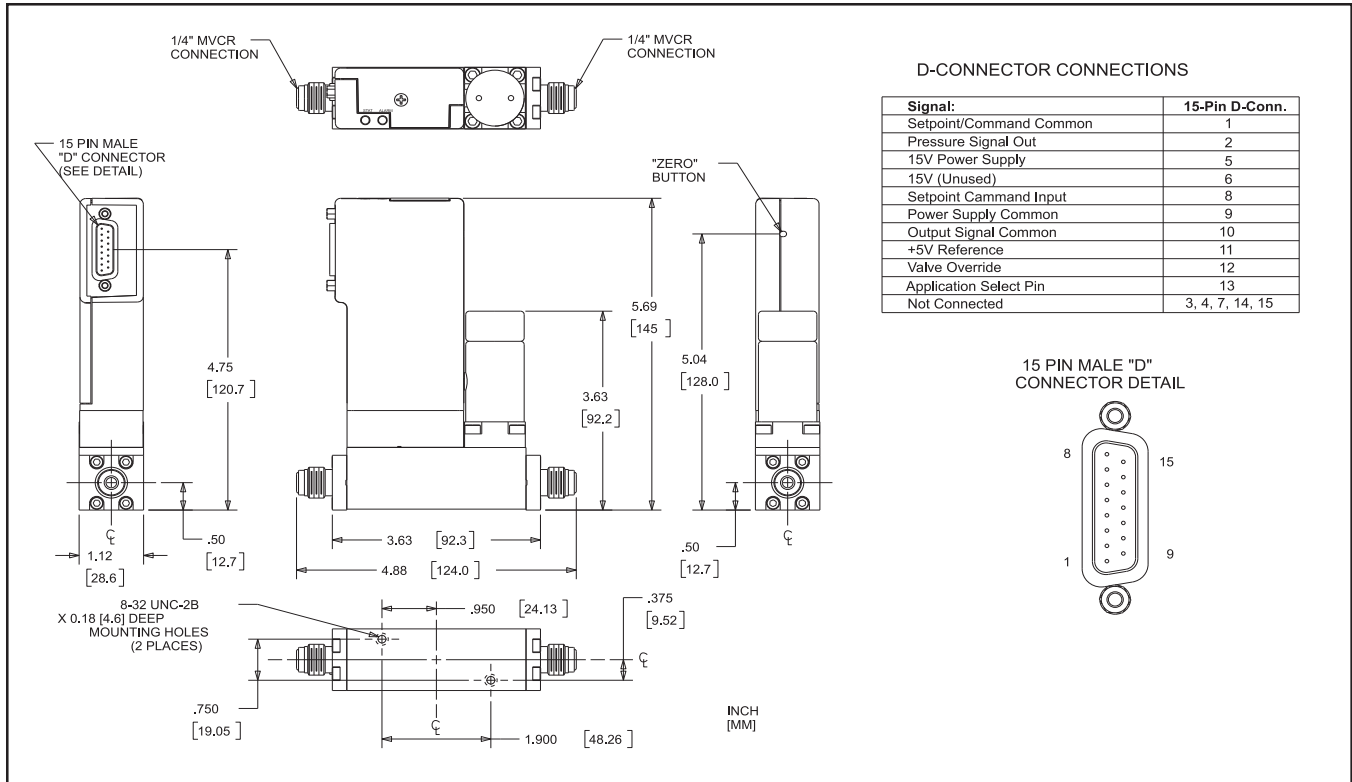 1/4" MVCR
CONNECTION
1/4" MVCR
CONNECTION
STAT ALARM
15 PIN MALE
"D" CONNECTOR
(SEE DETAIL)
"ZERO"
BUTTON
4.75
[120.7]
5.69
[145]
3.63
[92.2]
5.04
[128.0]
.50
[12.7]
1.12
[28.6]
3.63 [92.3]
4.88 [124.0]
.50
[12.7]
℄
℄
8-32 UNC-2B
X 0.18 [4.6] DEEP
MOUNTING HOLES
(2 PLACES)
.950 [24.13]
.375
[9.52]
℄
.750
[19.05]
℄
1.900 [48.26]
INCH
[MM]
D-CONNECTOR CONNECTIONS
Signal: 15-Pin D-Conn.
Setpoint/Command Common 1
Pressure Signal Out 2
15V Power Supply 5
15V (Unused) 6
Setpoint Cammand Input 8
Power Supply Common 9
Output Signal Common 10
+5V Reference 11
Valve Override 12
Application Select Pin 13
Not Connected 3, 4, 7, 14, 15
15 PIN MALE "D"
CONNECTOR DETAIL
8 15
1 9